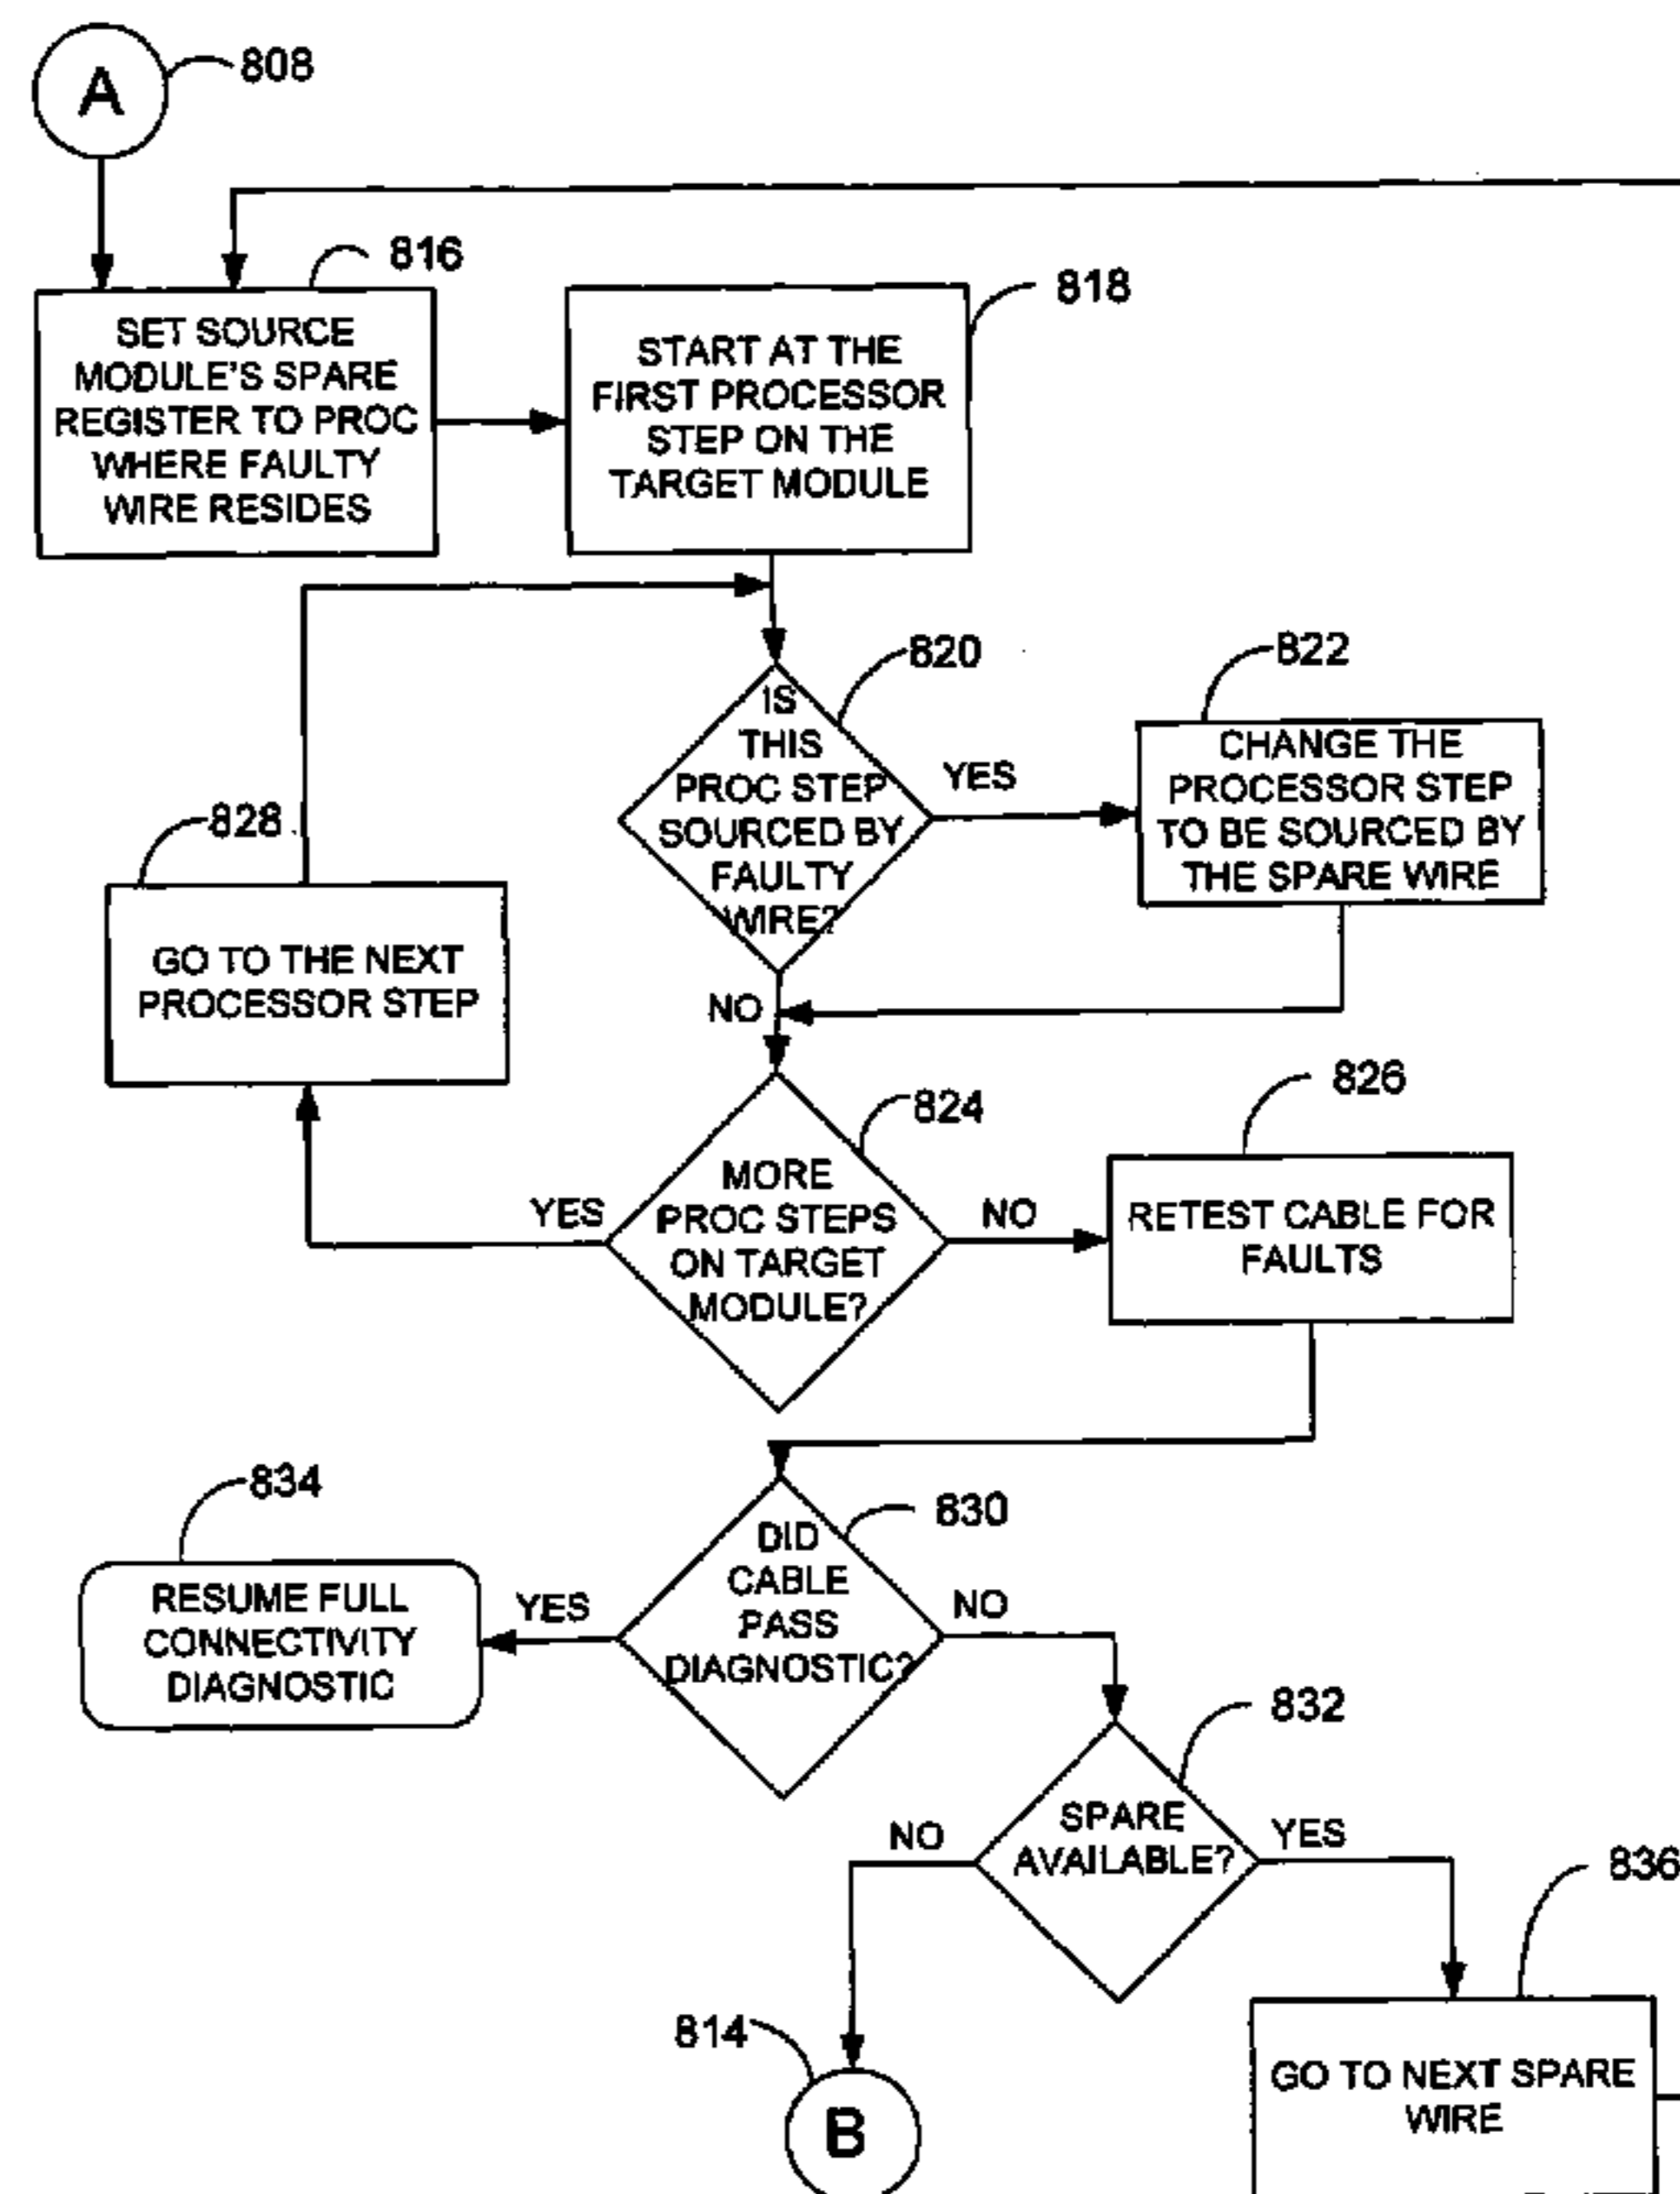 A
808
816
SET SOURCE
MODULE'S SPARE
REGISTER TO PROC
WHERE FAULTY
WIRE RESIDES
818
START AT THE
FIRST PROCESSOR
STEP ON THE
TARGET MODULE
820
IS
THIS
PROC STEP
SOURCED BY
FAULTY
WIRE?
YES
822
CHANGE THE
PROCESSOR STEP
TO BE SOURCED BY
THE SPARE WIRE
828
GO TO THE NEXT
PROCESSOR STEP
NO
824
MORE
PROC STEPS
ON TARGET
MODULE?
YES
NO
826
RETEST CABLE FOR
FAULTS
834
RESUME FULL
CONNECTIVITY
DIAGNOSTIC
YES
830
DID
CABLE
PASS
DIAGNOSTIC?
NO
832
SPARE
AVAILABLE?
NO
YES
814
B
836
GO TO NEXT SPARE
WIRE